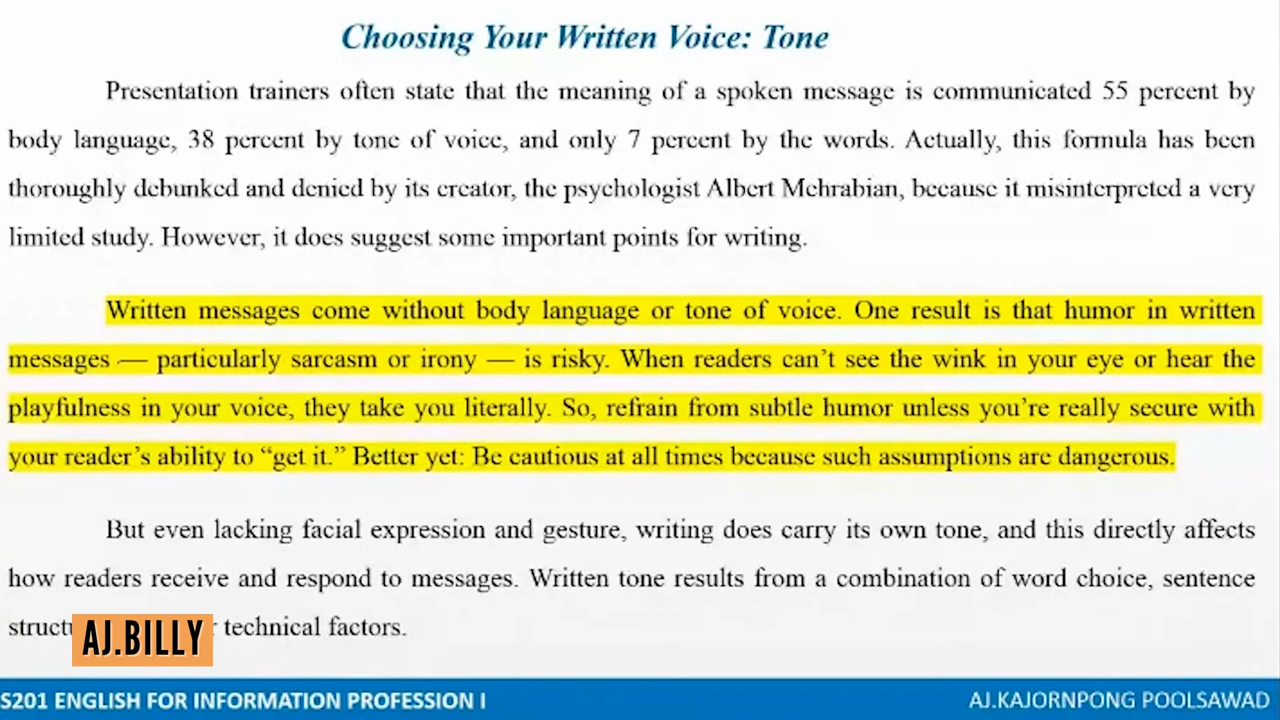 Choosing Your Written Voice: Tone
Presentation trainers often state that the meaning of a spoken message is communicated 55 percent by
body language, 38 percent by tone of voice, and only 7 percent by the words. Actually, this formula has been
thoroughly debunked and denied by its creator, the psychologist Albert Mehrabian, because it misinterpreted a very
limited study. However, it does suggest some important points for writing.
Written messages come without body language or tone of voice. One result is that humor in written
messages — particularly sarcasm or irony — is risky. When readers can't see the wink in your eye or hear the
playfulness in your voice, they take you literally. So, refrain from subtle humor unless you're really secure with
your reader's ability to “get it.” Better yet: Be cautious at all times because such assumptions are dangerous.
But even lacking facial expression and gesture, writing does carry its own tone, and this directly affects
how readers receive and respond to messages. Written tone results from a combination of word choice, sentence
technical factors.
AJ.BILLY
S201 ENGLISH FOR INFORMATION PROFESSION I
AJ.KAJORNPONG POOLSAWAD